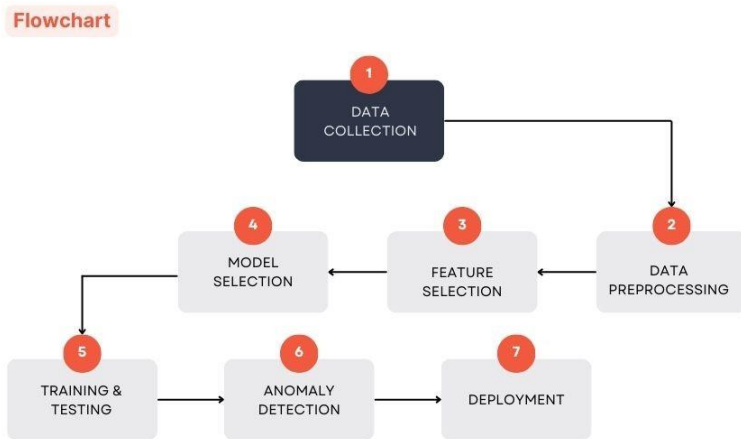 Flowchart
1
DATA
COLLECTION
2
DATA
PREPROCESSING
3
FEATURE
SELECTION
4
MODEL
SELECTION
5
TRAINING &
TESTING
6
ANOMALY
DETECTION
7
DEPLOYMENT